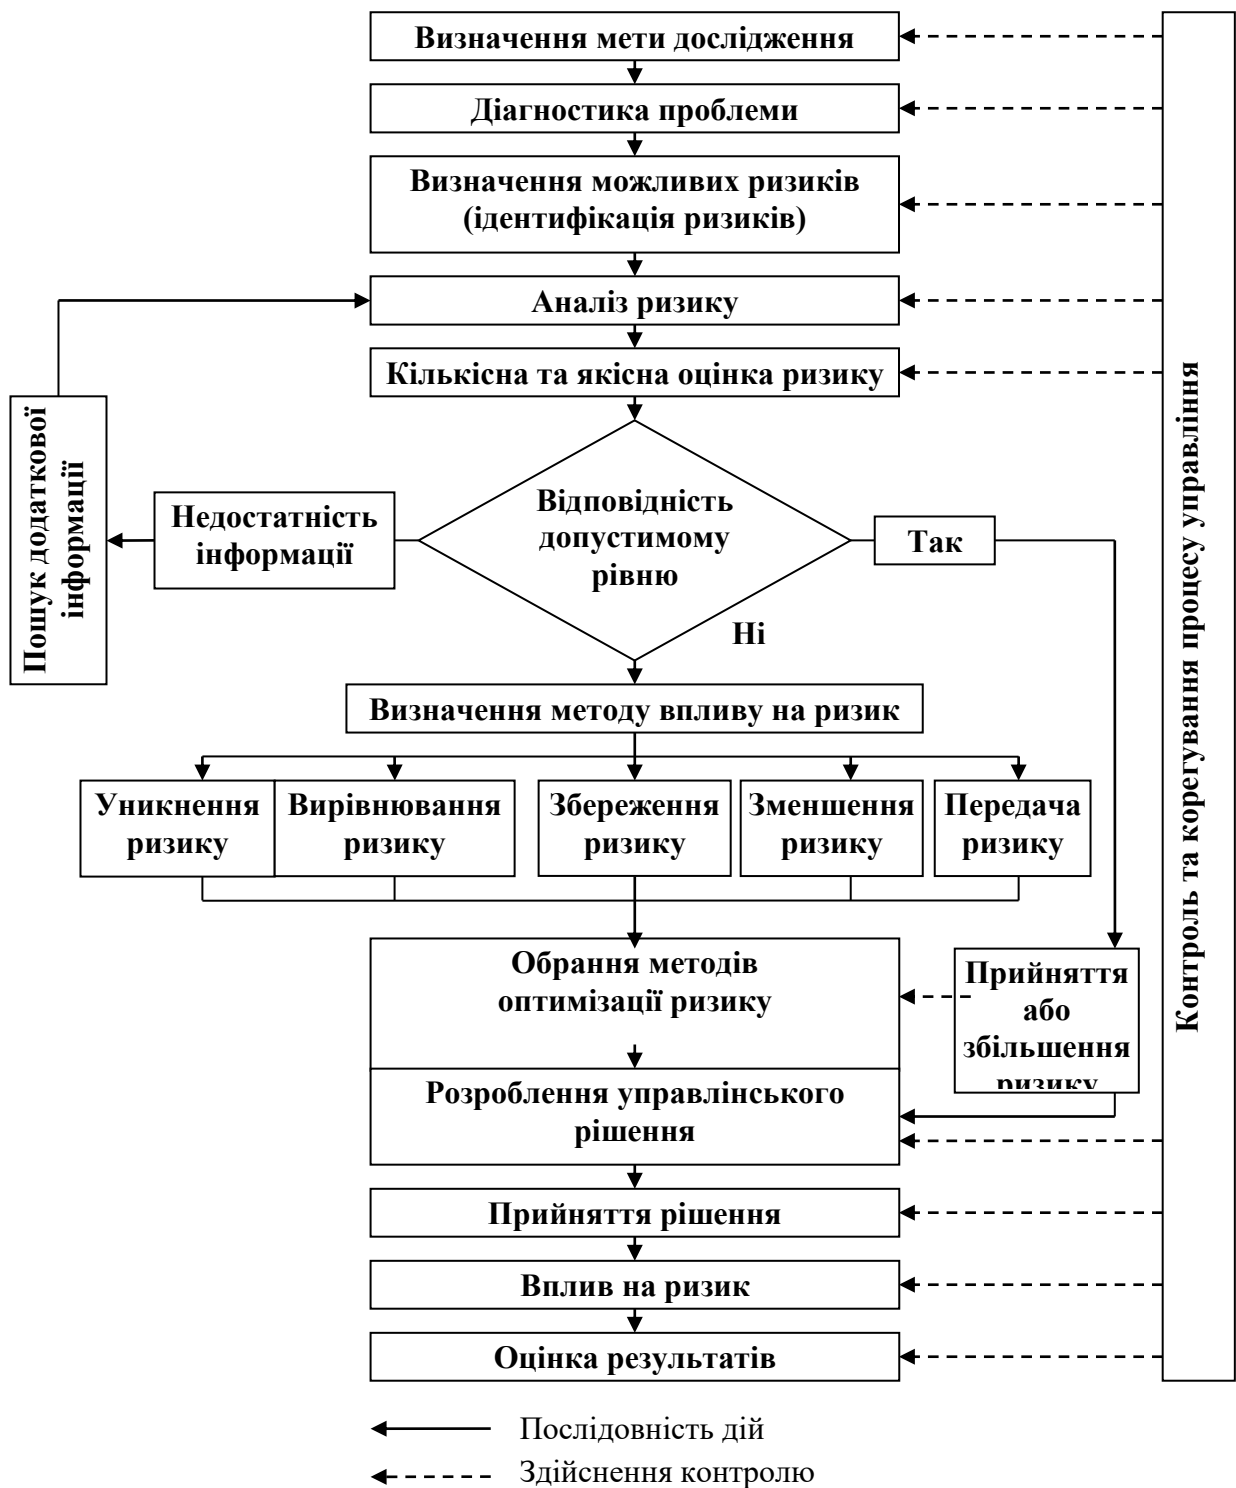 Визначення мети дослідження
Діагностика проблеми
Визначення можливих ризиків
(ідентифікація ризиків)
Аналіз ризику
Кількісна та якісна оцінка ризику
Пошук додаткової
інформації
Недостатність
інформації
Відповідність
допустимому
рівню
Так
Ні
Визначення методу впливу на ризик
Уникнення
ризику
Вирівнювання
ризику
Збереження
ризику
Зменшення
ризику
Передача
ризику
Обрання методів
оптимізації ризику
Прийняття
або
збільшення
ризику
Розроблення управлінського
рішення
Прийняття рішення
Вплив на ризик
Оцінка результатів
Контроль та корегування процесу управління
Послідовність дій
Здійснення контролю